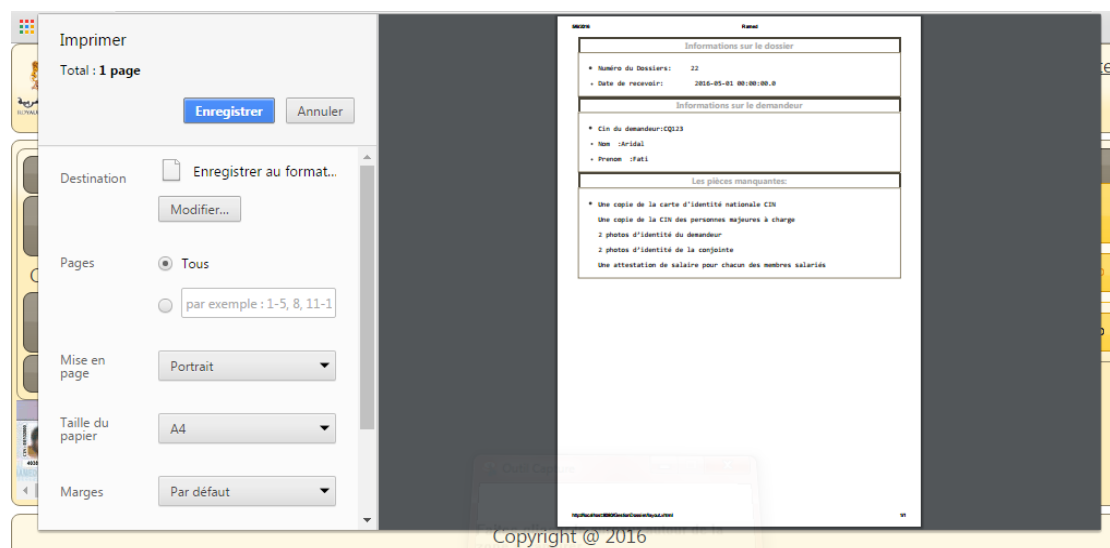 Imprimer
Total : 1 page
Enregistrer Annuler
Destination Enregistrer au format...
Modifier...
Pages Tous
par exemple : 1-5, 8, 11-1
Mise en page Portrait
Taille du papier A4
Marges Par défaut
Ramed
Informations sur le dossier
Numéro du Dossiers: 22
Date de recevoir: 2016-05-01 00:00:00.0
Informations sur le demandeur
Cin du demandeur:CQ123
Nom :Aridal
Prenom :Fati
Les pièces manquantes:
Une copie de la carte d'identité nationale CIN
Une copie de la CIN des personnes majeures à charge
2 photos d'identité du demandeur
2 photos d'identité de la conjointe
Une attestation de salaire pour chacun des membres salariés
1/1
Copyright @ 2016